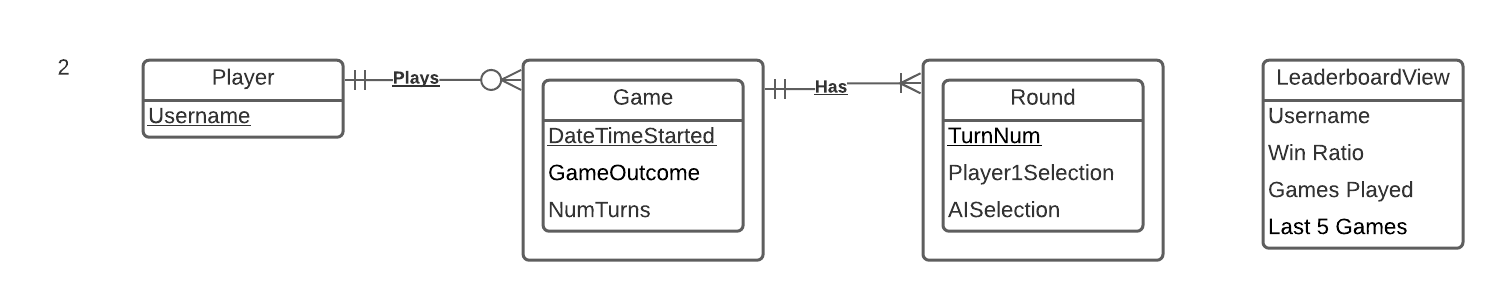 2
Player
Username
Plays
Game
DateTimeStarted
GameOutcome
NumTurns
Has
Round
TurnNum
Player1Selection
AISelection
LeaderboardView
Username
Win Ratio
Games Played
Last 5 Games